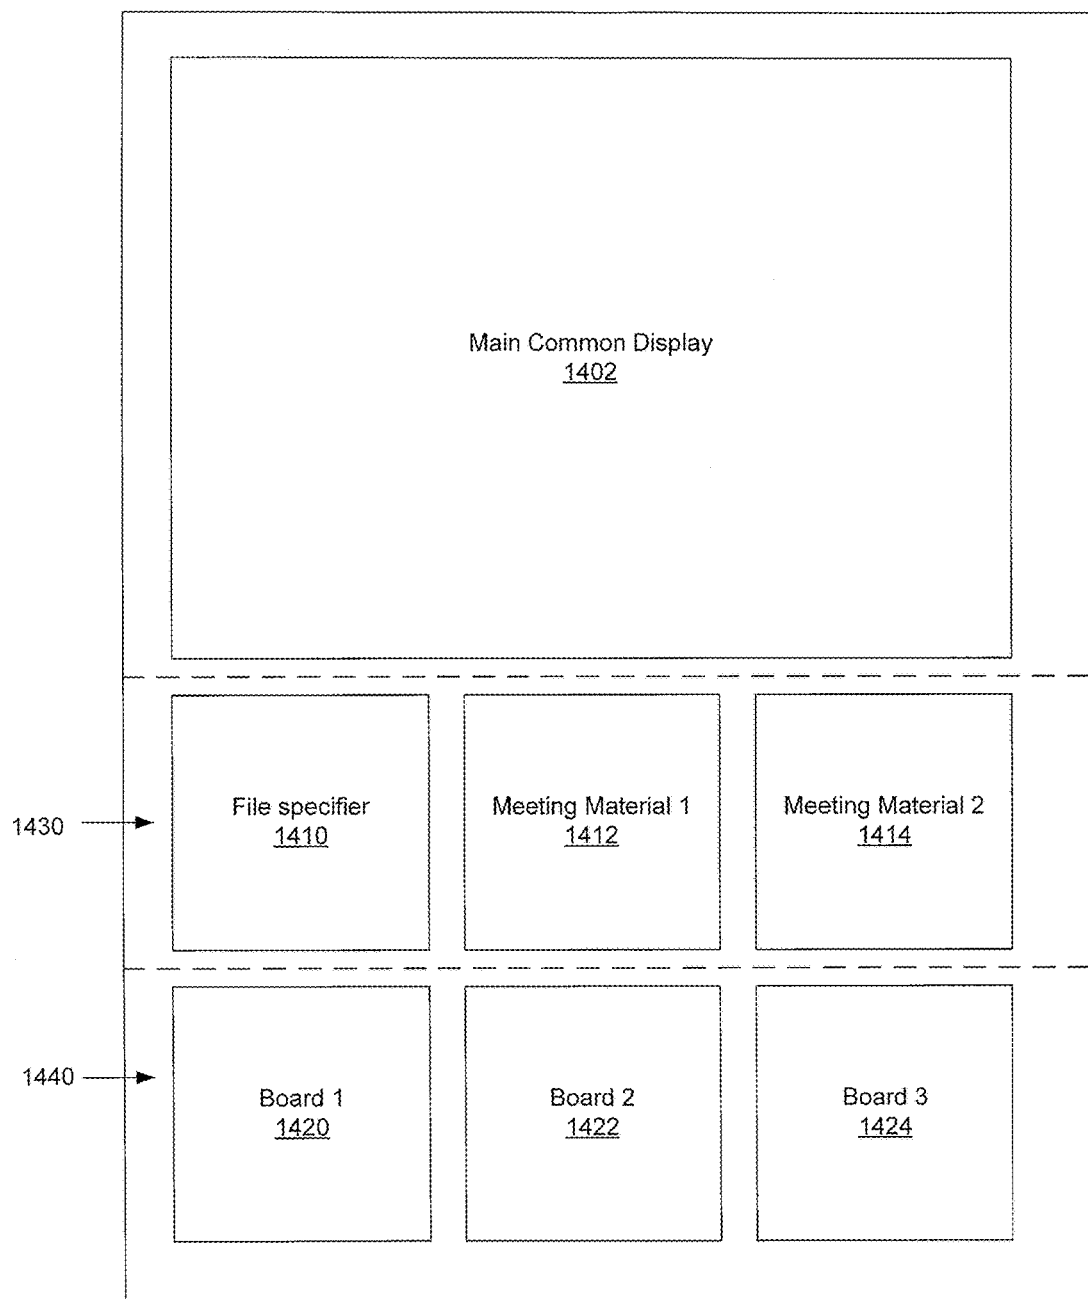 Main Common Display
1402
File specifier
1410
Meeting Material 1
1412
Meeting Material 2
1414
1430
Board 1
1420
Board 2
1422
Board 3
1424
1440